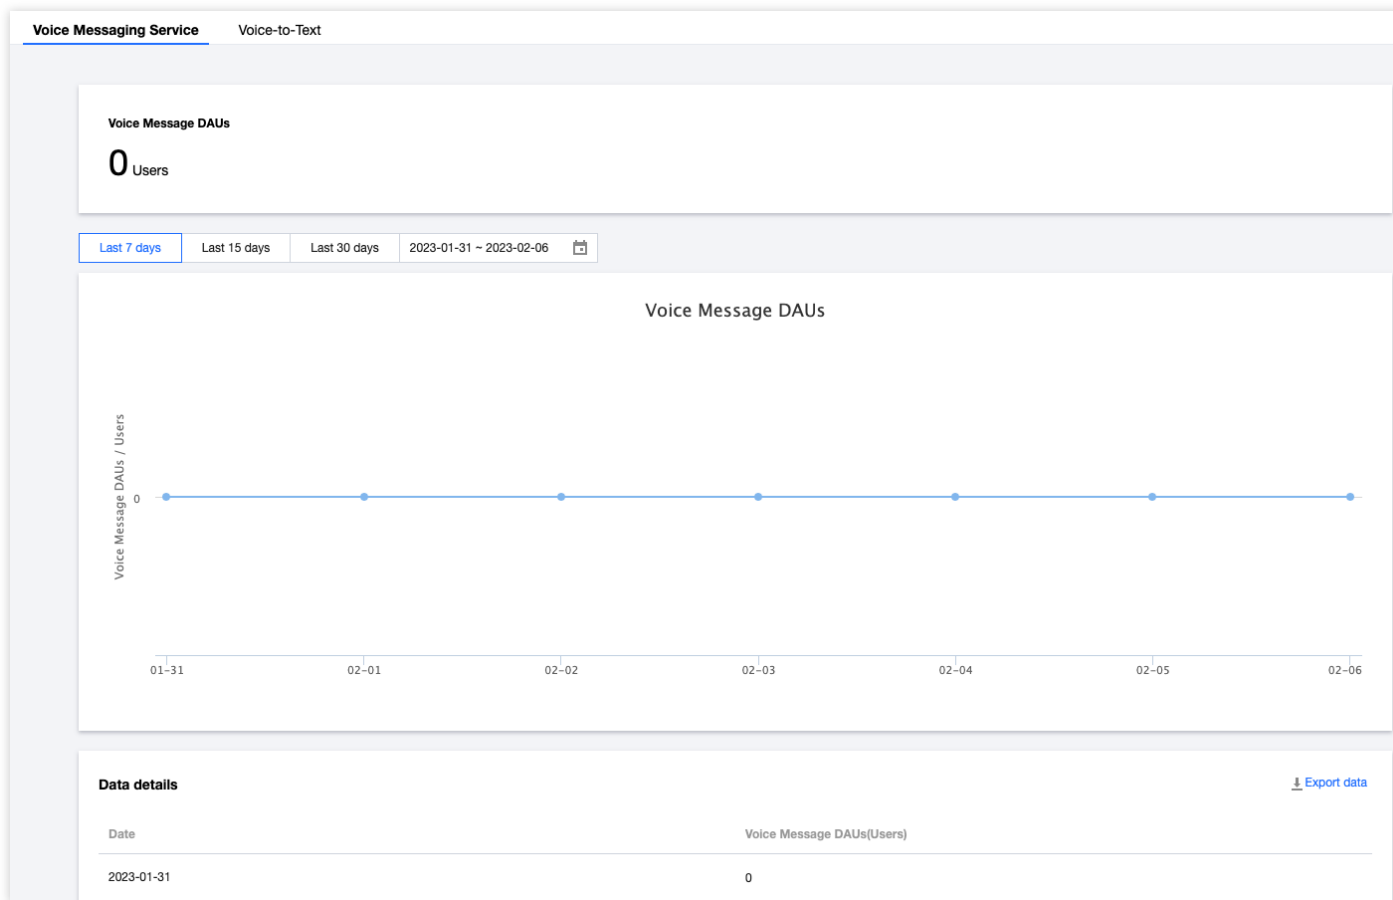 Voice Messaging Service Voice-to-Text
Voice Message DAUs
0 Users
Last 7 days Last 15 days Last 30 days 2023-01-31 ~ 2023-02-06
Voice Message DAUs
Voice Message DAUs / Users
0
01-31 02-01 02-02 02-03 02-04 02-05 02-06
Data details Export data
Date Voice Message DAUs(Users)
2023-01-31 0